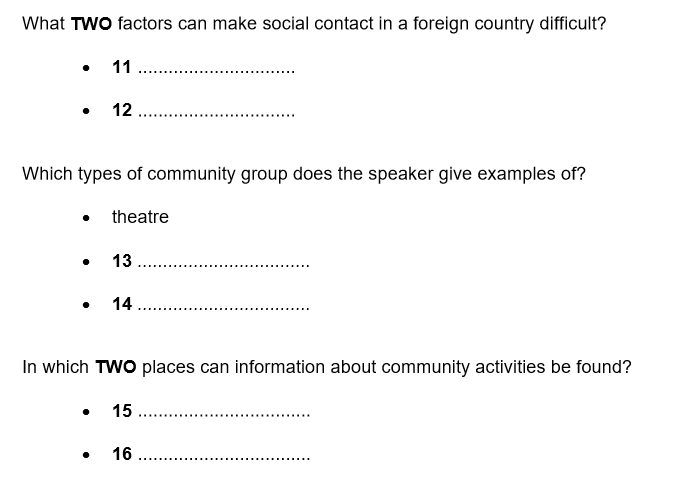 What TWO factors can make social contact in a foreign country difficult?
• 11 ................................
• 12 ................................
Which types of community group does the speaker give examples of?
• theatre
• 13 ...................................
• 14 ...................................
In which TWO places can information about community activities be found?
• 15 ...................................
• 16 ...................................